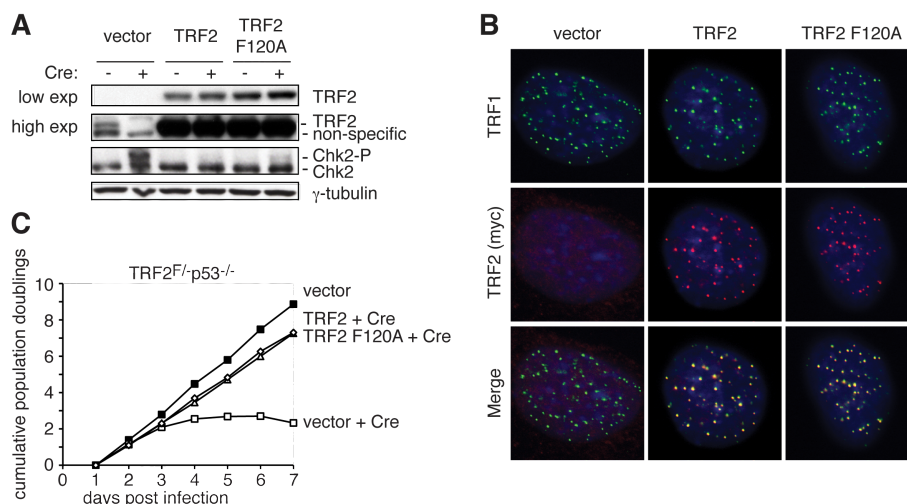 A
vector TRF2 TRF2 F120A
Cre: - + - + - +
low exp TRF2
high exp TRF2
non-specific
Chk2-P
Chk2
γ-tubulin
B
vector TRF2 TRF2 F120A
TRF1
TRF2 (myc)
Merge
C
TRF2F/-p53-/-
cumulative population doublings
10
8
6
4
2
0
0 1 2 3 4 5 6 7
days post infection
vector
TRF2 + Cre
TRF2 F120A + Cre
vector + Cre